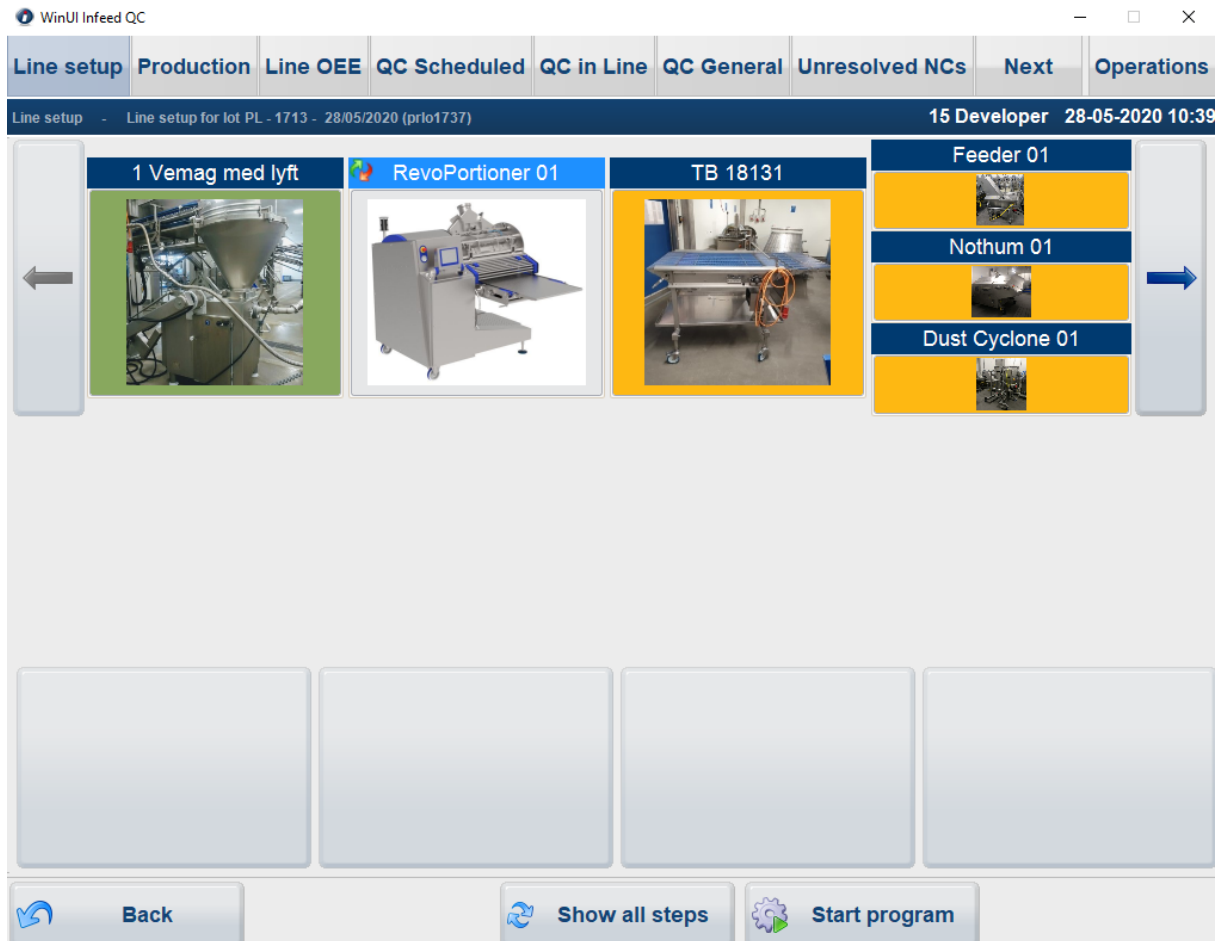 WinUI Infeed QC
Line setup Production Line OEE QC Scheduled QC in Line QC General Unresolved NCs Next Operations
Line setup - Line setup for lot PL - 1713 - 28/05/2020 (prlo1737) 15 Developer 28-05-2020 10:39
1 Vemag med lyft
RevoPortioner 01
TB 18131
Feeder 01
Nothum 01
Dust Cyclone 01
Back Show all steps Start program